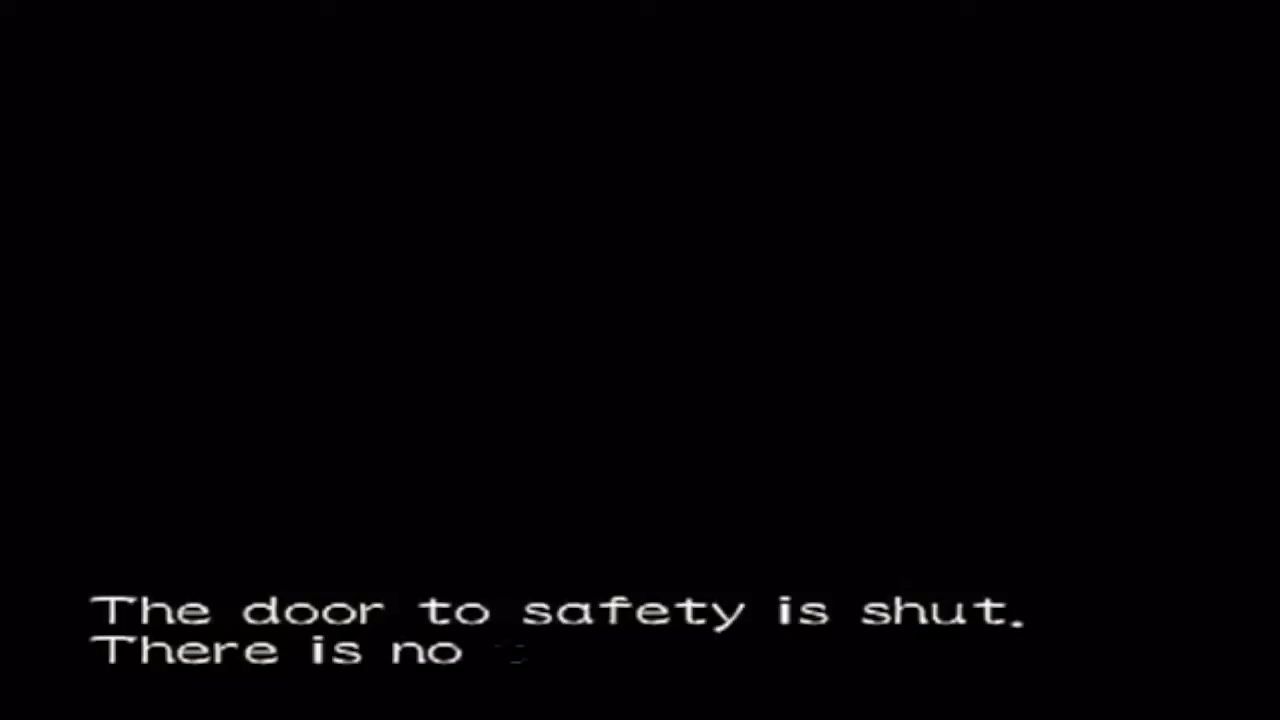 The door to safety is shut.
There is no